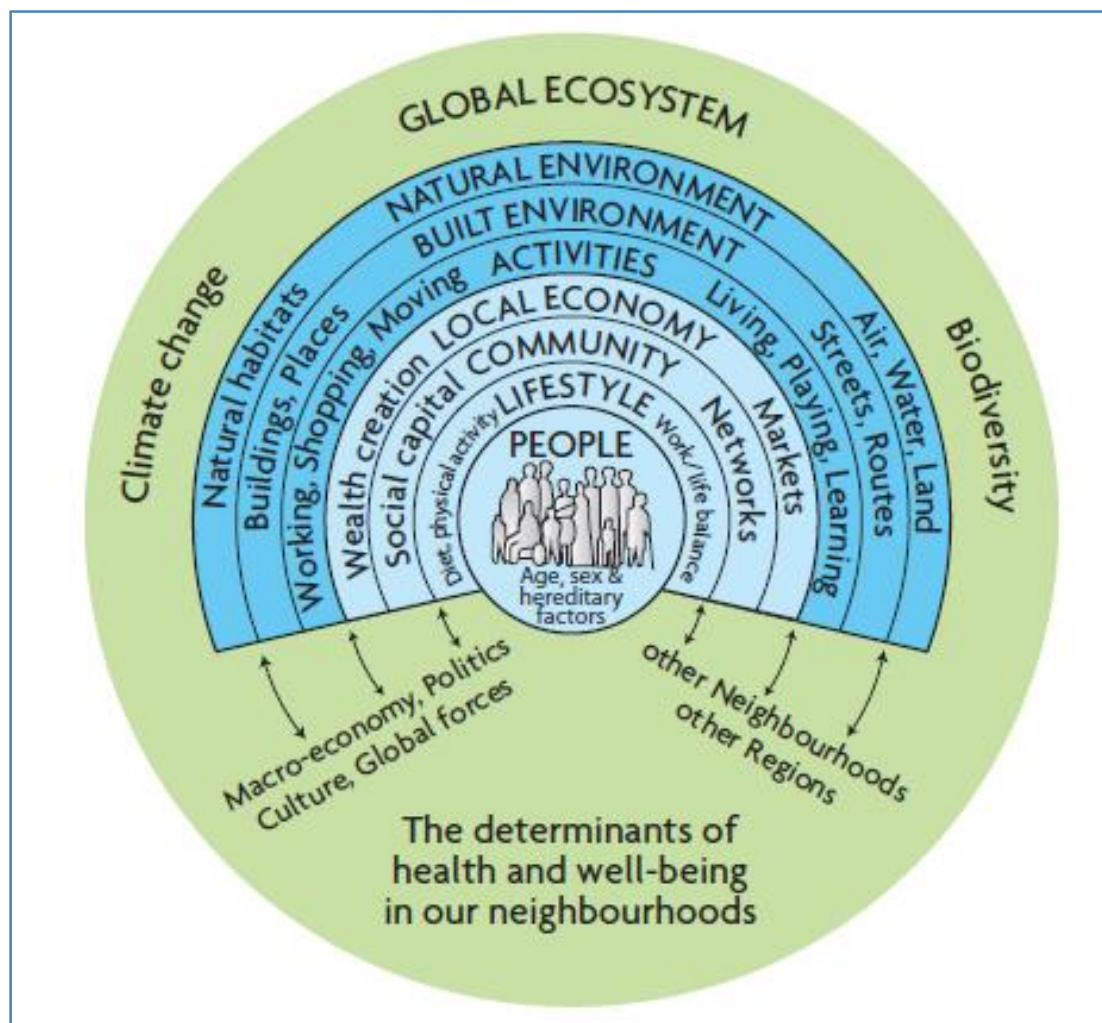 GLOBAL ECOSYSTEM
Climate change
Biodiversity
NATURAL ENVIRONMENT
Natural habitats
Air, Water, Land
BUILT ENVIRONMENT
Buildings, Places
Streets, Routes
ACTIVITIES
Working, Shopping, Moving
Living, Playing, Learning
LOCAL ECONOMY
Wealth creation
Markets
COMMUNITY
Social capital
Networks
LIFESTYLE
Diet, physical activity
Work/life balance
PEOPLE
Age, sex &
hereditary
factors
Macro-economy, Politics
Culture, Global forces
other Neighbourhoods
other Regions
The determinants of
health and well-being
in our neighbourhoods